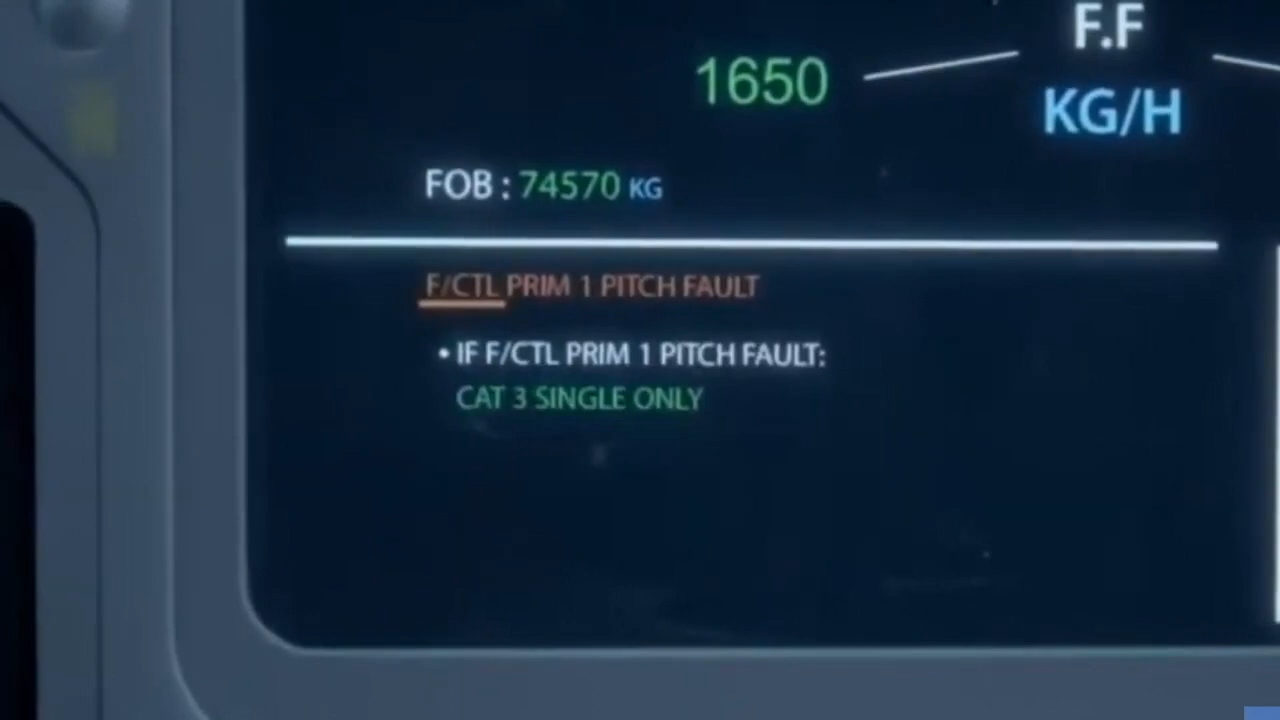 F.F
1650
KG/H
FOB : 74570 KG
F/CTL PRIM 1 PITCH FAULT
• IF F/CTL PRIM 1 PITCH FAULT:
CAT 3 SINGLE ONLY